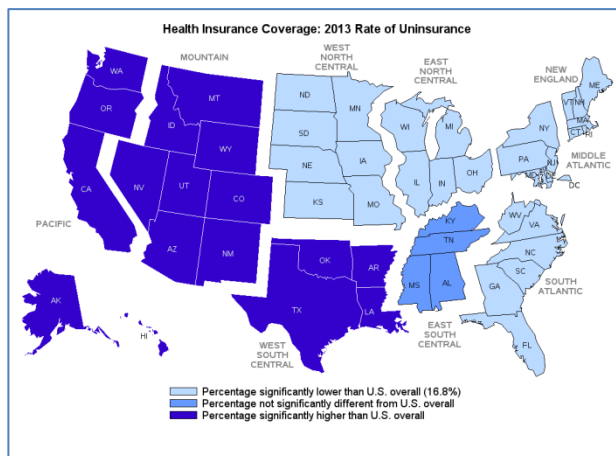 Health Insurance Coverage: 2013 Rate of Uninsurance
WEST
NORTH
CENTRAL
MOUNTAIN
EAST
NORTH
CENTRAL
NEW
ENGLAND
WA
OR
MT
ID
WY
ND
MN
SD
NE
IA
KS
MO
WI
MI
IL
IN
OH
ME
VT
NH
MA
CT
RI
NY
PA
NJ
MD
DE
DC
MIDDLE
ATLANTIC
CA
NV
UT
CO
AZ
NM
PACIFIC
KY
TN
MS
AL
WV
VA
NC
SC
GA
FL
SOUTH
ATLANTIC
OK
AR
TX
LA
AK
HI
WEST
SOUTH
CENTRAL
EAST
SOUTH
CENTRAL
Percentage significantly lower than U.S. overall (16.8%)
Percentage not significantly different from U.S. overall
Percentage significantly higher than U.S. overall